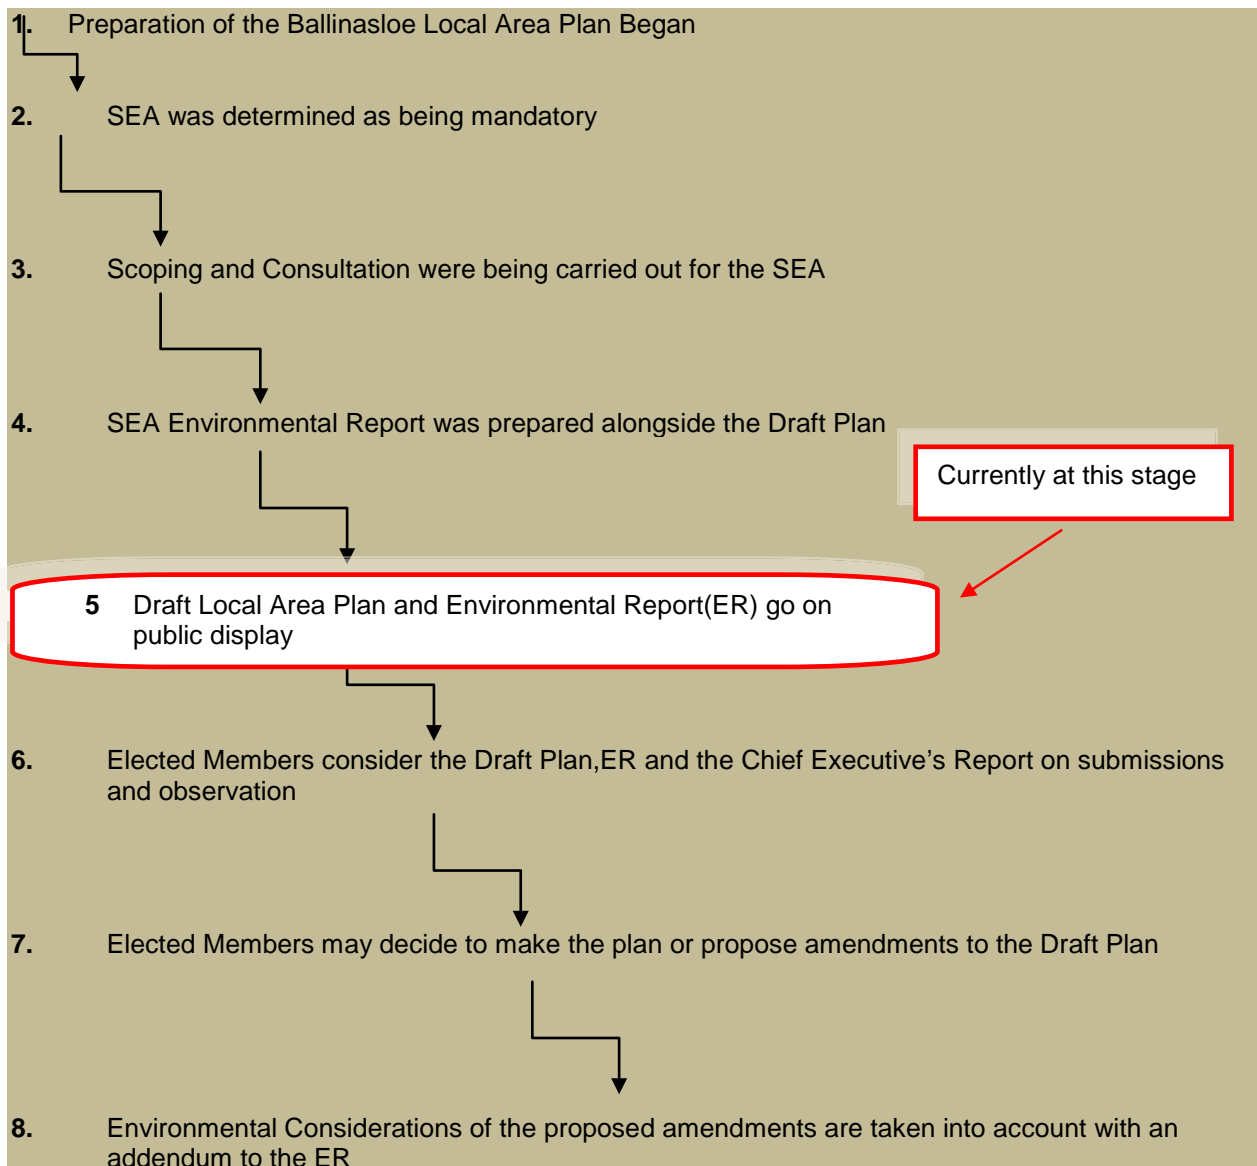 1. Preparation of the Ballinasloe Local Area Plan Began
2. SEA was determined as being mandatory
3. Scoping and Consultation were being carried out for the SEA
4. SEA Environmental Report was prepared alongside the Draft Plan
Currently at this stage
5 Draft Local Area Plan and Environmental Report(ER) go on
public display
6. Elected Members consider the Draft Plan,ER and the Chief Executive's Report on submissions
and observation
7. Elected Members may decide to make the plan or propose amendments to the Draft Plan
8. Environmental Considerations of the proposed amendments are taken into account with an
addendum to the ER